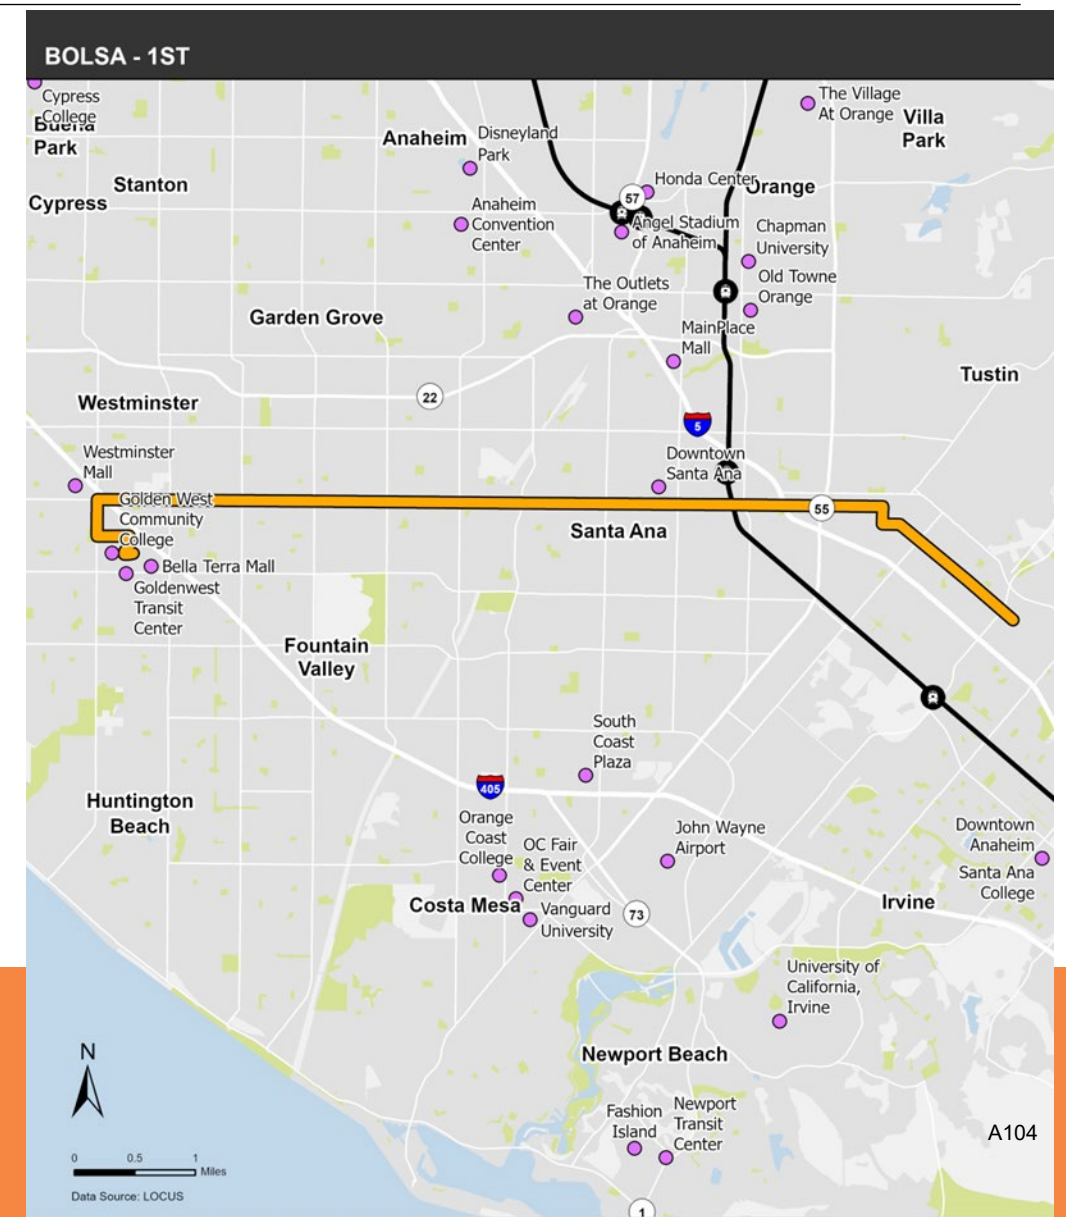 BOLSA - 1ST
Cypress
College
Buena
Park
Cypress
Stanton
Anaheim
Disneyland
Park
The Village
At Orange
Villa
Park
Honda Center
57
Orange
Anaheim
Convention
Center
Angel Stadium
of Anaheim
Chapman
University
Old Towne
Orange
The Outlets
at Orange
Garden Grove
MainPlace
Mall
Tustin
22
Westminster
5
Westminster
Mall
Downtown
Santa Ana
Golden West
Community
College
55
Santa Ana
Bella Terra Mall
Goldenwest
Transit
Center
Fountain
Valley
South
Coast
Plaza
405
Huntington
Beach
Orange
Coast
College
OC Fair
& Event
Center
John Wayne
Airport
Downtown
Anaheim
Santa Ana
College
Costa Mesa
Vanguard
University
73
Irvine
University of
California,
Irvine
N
Newport Beach
Fashion
Island
Newport
Transit
Center
A104
0 0.5 1
Miles
Data Source: LOCUS
1